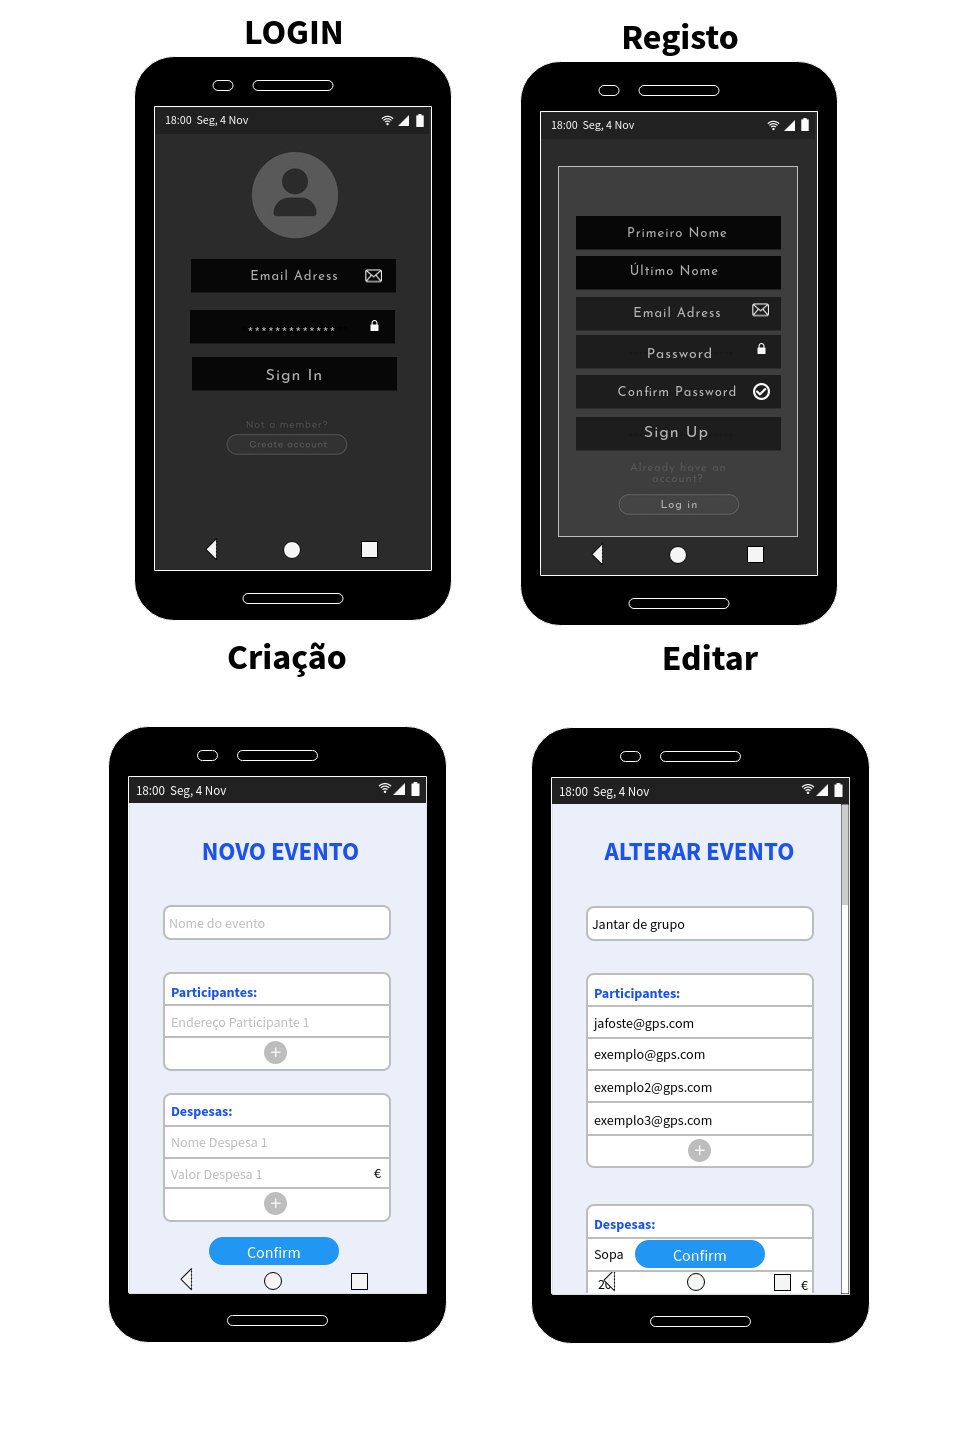 LOGIN
Registo
18:00 Seg, 4 Nov
Email Adress
*************
Sign In
Not a member?
Create account
18:00 Seg, 4 Nov
Primeiro Nome
Último Nome
Email Adress
Password
Confirm Password
Sign Up
Already have an
account?
Log in
Criação
Editar
18:00 Seg, 4 Nov
NOVO EVENTO
Nome do evento
Participantes:
Endereço Participante 1
+
Despesas:
Nome Despesa 1
Valor Despesa 1 €
+
Confirm
18:00 Seg, 4 Nov
ALTERAR EVENTO
Jantar de grupo
Participantes:
jafoste@gps.com
exemplo@gps.com
exemplo2@gps.com
exemplo3@gps.com
+
Despesas:
Sopa
Confirm
€